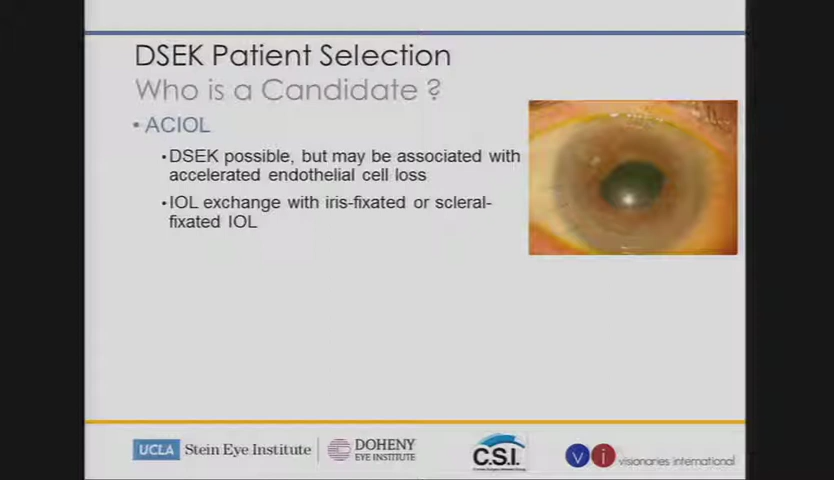 DSEK Patient Selection
Who is a Candidate ?
• ACIOL
• DSEK possible, but may be associated with
accelerated endothelial cell loss
• IOL exchange with iris-fixated or scleral-
fixated IOL
UCLA Stein Eye Institute
DOHENY
EYE INSTITUTE
C.S.I.
vi visionaries international